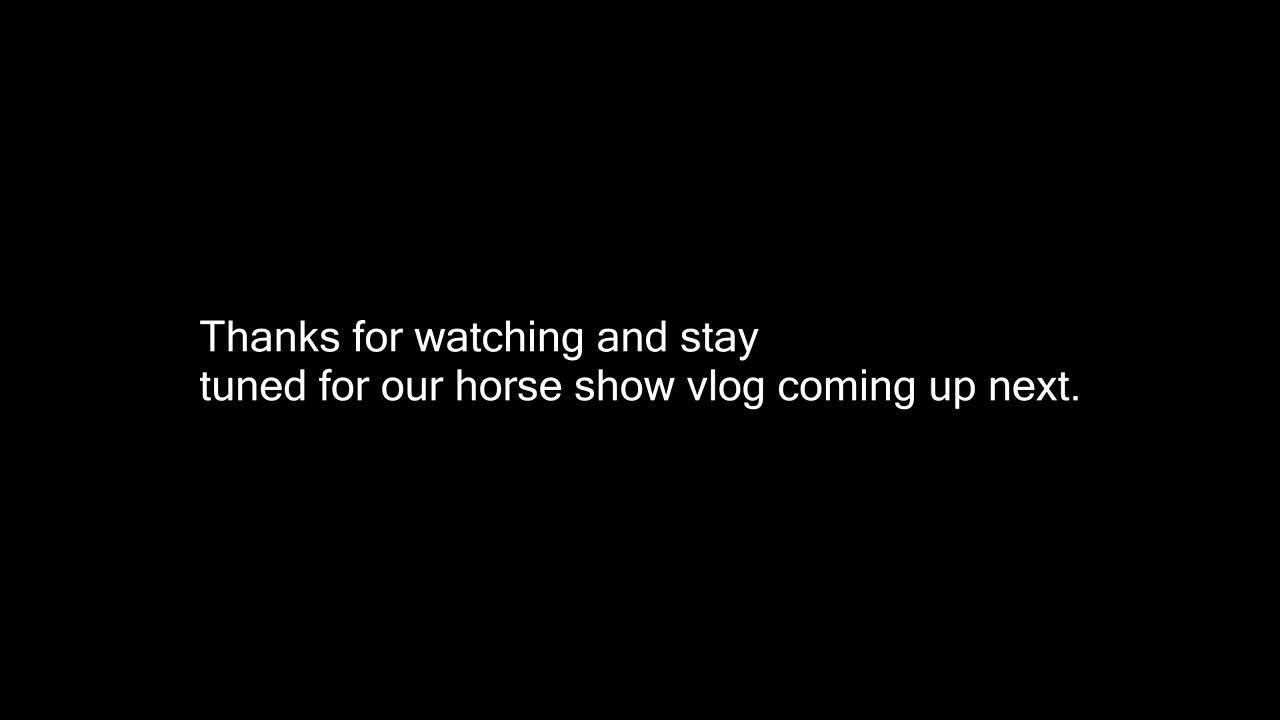 Thanks for watching and stay
tuned for our horse show vlog coming up next.